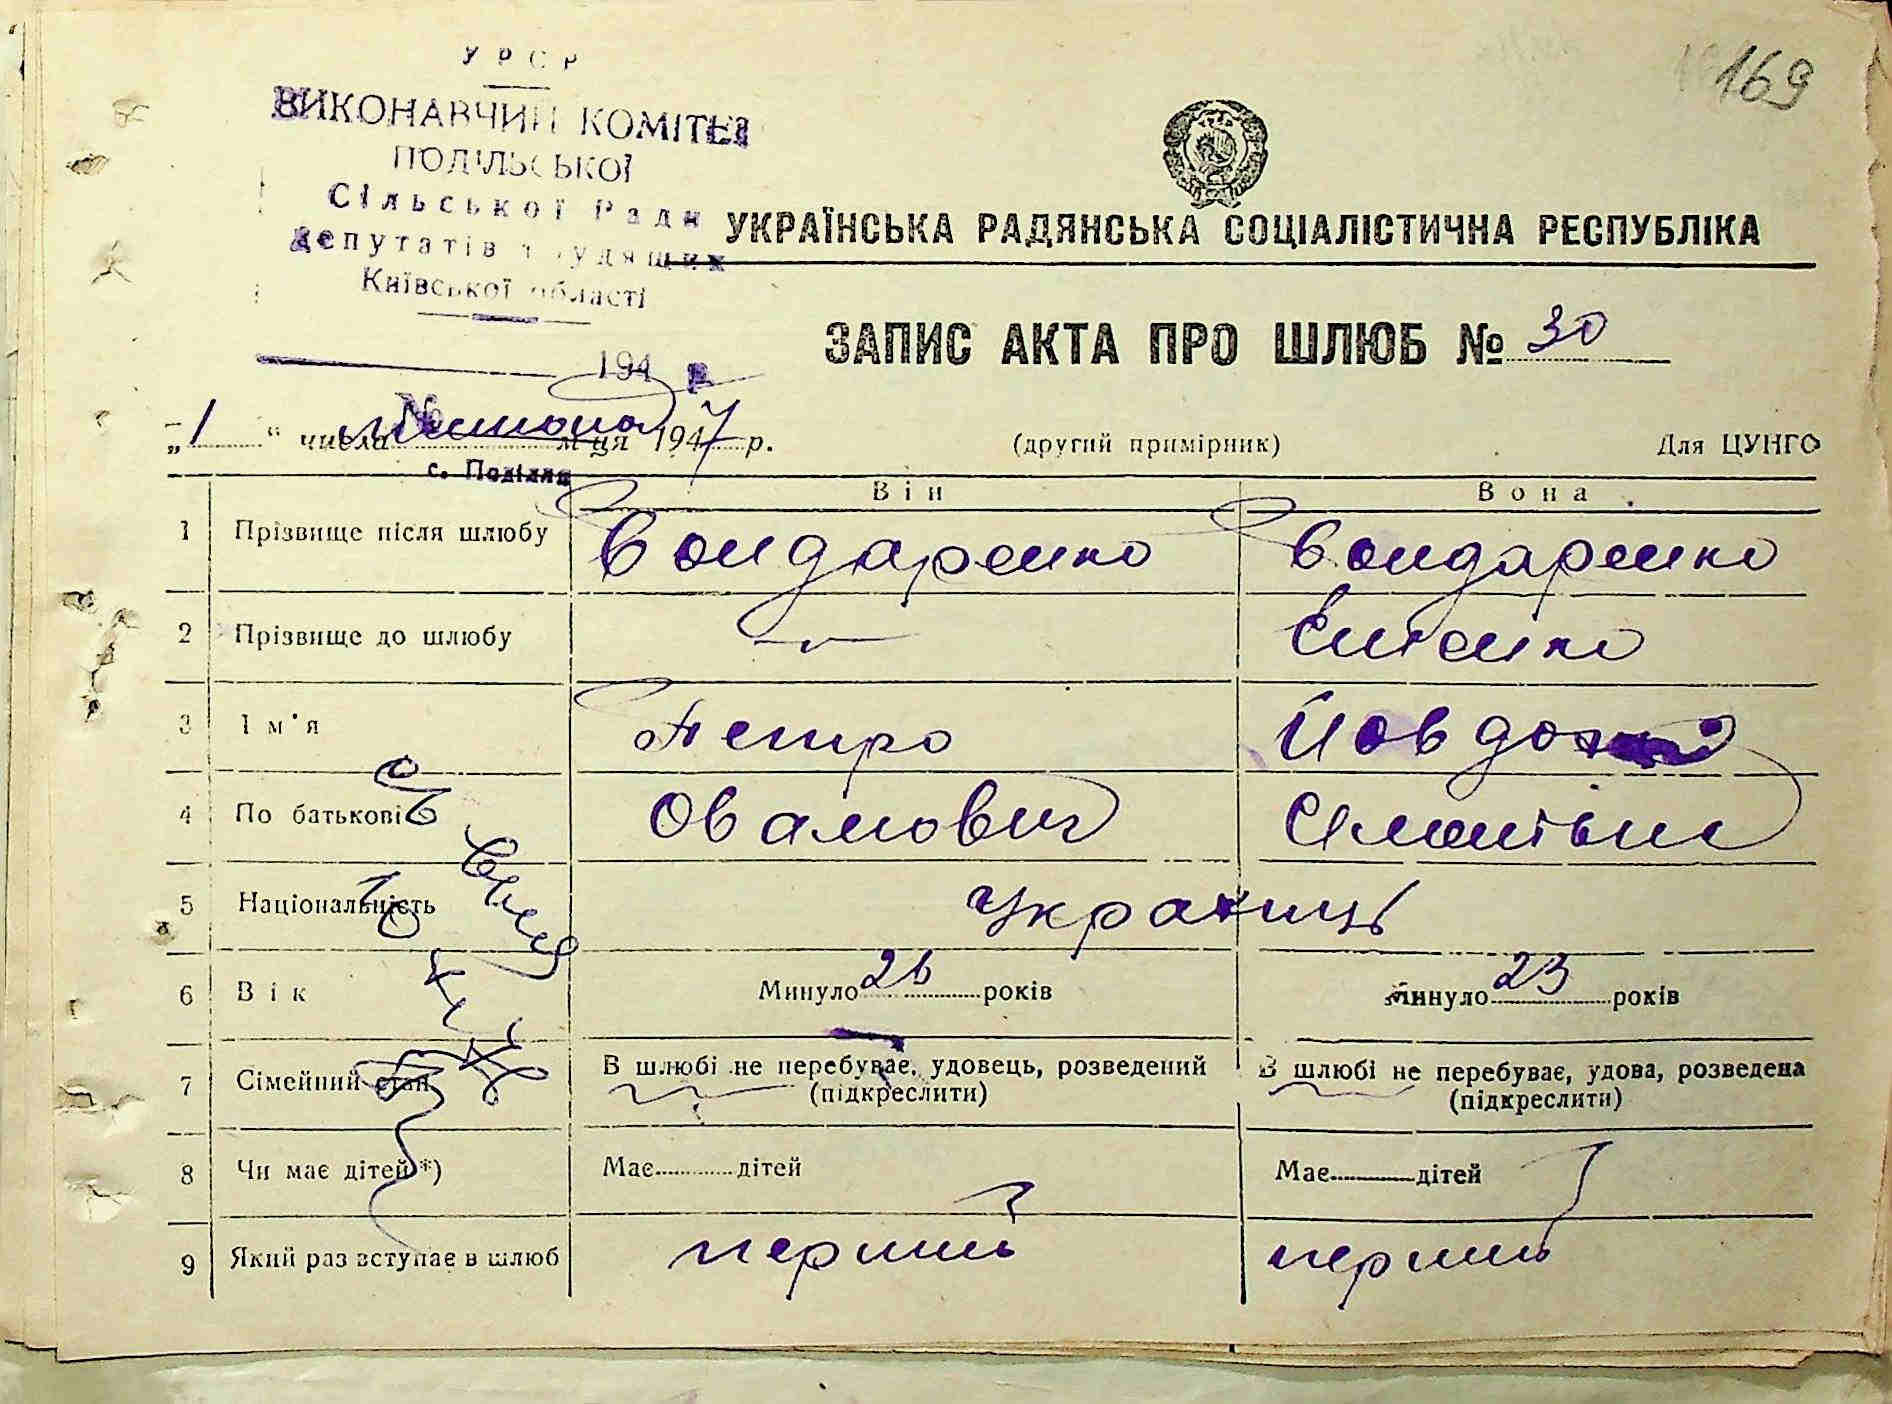 169
УРСР
ВИКОНАВЧИЙ КОМІТЕТ
ПОДІЛЬСЬКОЇ
Сільської Ради
Депутатів трудящих
Київської області
194 р.
№
с. Поділля
УКРАЇНСЬКА РАДЯНСЬКА СОЦІАЛІСТИЧНА РЕСПУБЛІКА
ЗАПИС АКТА ПРО ШЛЮБ № 30
„1“ числа м-ця 1947 р. (другий примірник) Для ЦУНГО
Він Вона
1 Прізвище після шлюбу Бондаренко Бондаренко
2 Прізвище до шлюбу —
3 Ім'я Петро
4 По батькові Овамович
5 Національність Українці
6 Вік Минуло 26 років Минуло 23 років
7 Сімейний стан В шлюбі не перебуває, удовець, розведений В шлюбі не перебуває, удова, розведена
(підкреслити) (підкреслити)
8 Чи має дітей *) Має дітей Має дітей
9 Який раз вступає в шлюб перший перший